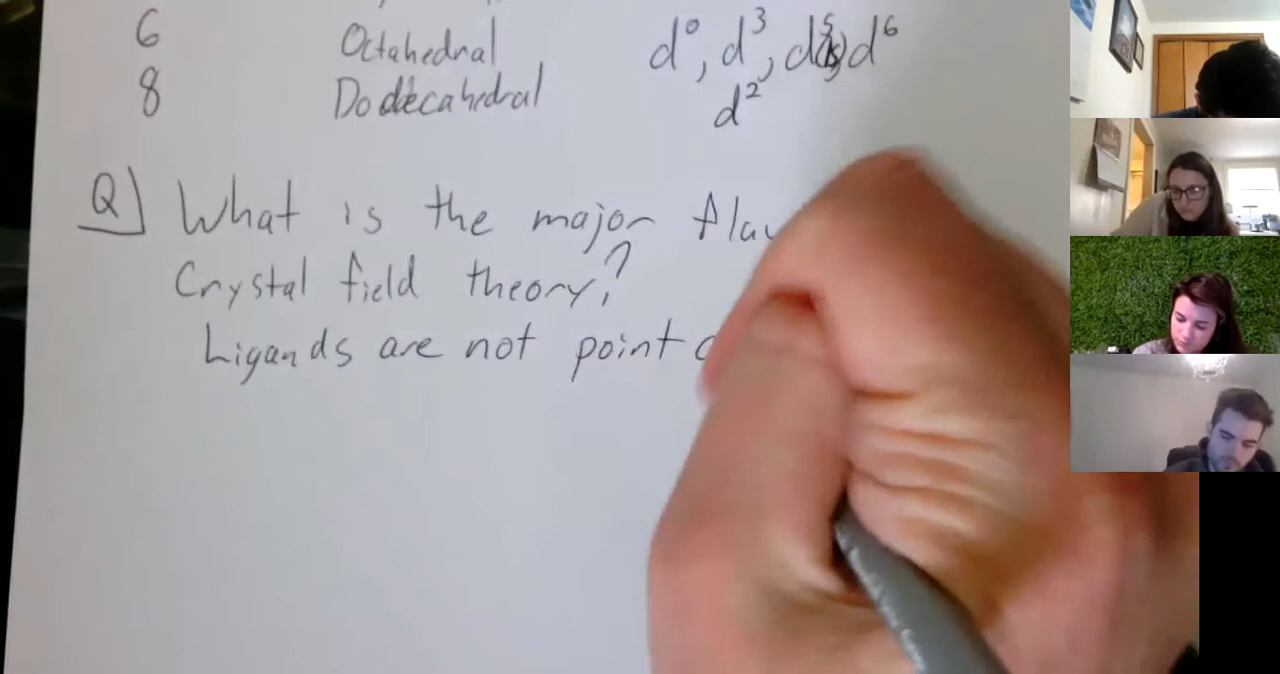 6 Octahedral d⁰, d³, d⁶
8 Dodecahedral d²
Q] What is the major
Crystal field theory?
Ligands are not point